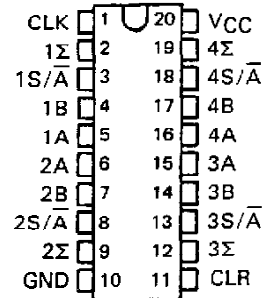 CLK 1 20 VCC
1Σ 2 19 4Σ
1S/A̅ 3 18 4S/A̅
1B 4 17 4B
1A 5 16 4A
2A 6 15 3A
2B 7 14 3B
2S/A̅ 8 13 3S/A̅
2Σ 9 12 3Σ
GND 10 11 CLR